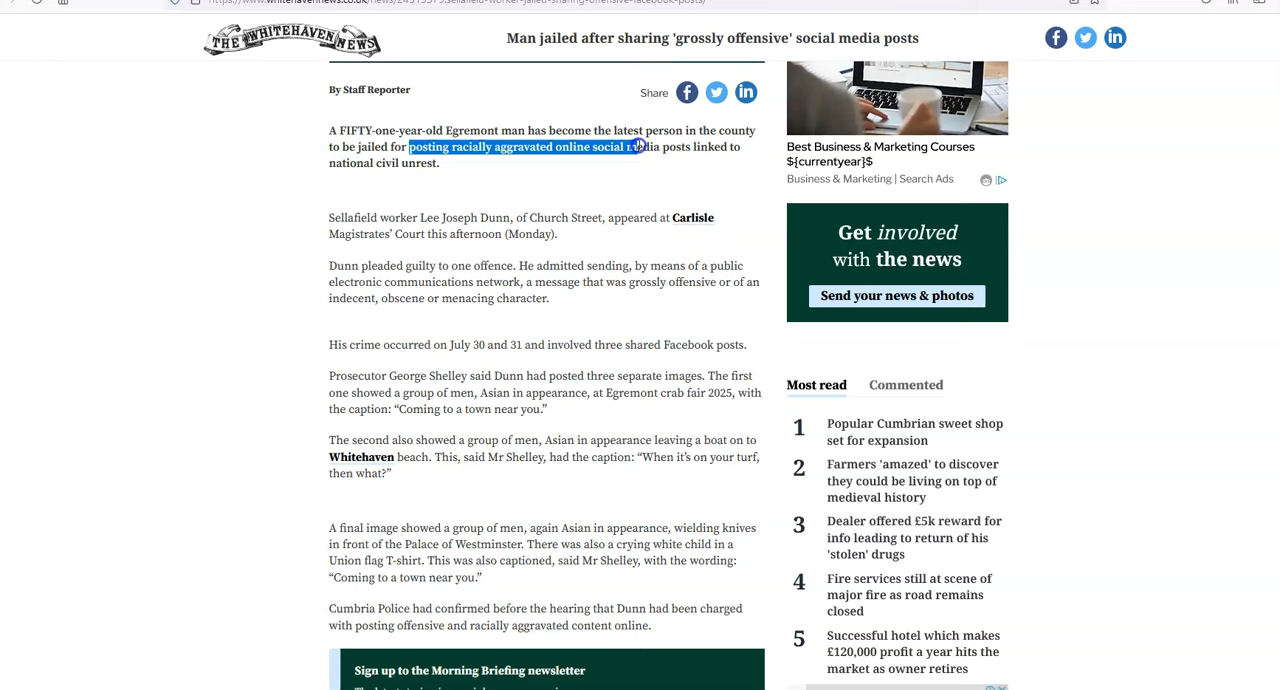 THE WHITEHAVEN NEWS
Man jailed after sharing 'grossly offensive' social media posts
By Staff Reporter
Share
A FIFTY-one-year-old Egremont man has become the latest person in the county
to be jailed for posting racially aggravated online social media posts linked to
national civil unrest.
Sellafield worker Lee Joseph Dunn, of Church Street, appeared at Carlisle
Magistrates' Court this afternoon (Monday).
Dunn pleaded guilty to one offence. He admitted sending, by means of a public
electronic communications network, a message that was grossly offensive or of an
indecent, obscene or menacing character.
His crime occurred on July 30 and 31 and involved three shared Facebook posts.
Prosecutor George Shelley said Dunn had posted three separate images. The first
one showed a group of men, Asian in appearance, at Egremont crab fair 2025, with
the caption: “Coming to a town near you.”
The second also showed a group of men, Asian in appearance leaving a boat on to
Whitehaven beach. This, said Mr Shelley, had the caption: “When it’s on your turf,
then what?”
A final image showed a group of men, again Asian in appearance, wielding knives
in front of the Palace of Westminster. There was also a crying white child in a
Union flag T-shirt. This was also captioned, said Mr Shelley, with the wording:
“Coming to a town near you.”
Cumbria Police had confirmed before the hearing that Dunn had been charged
with posting offensive and racially aggravated content online.
Sign up to the Morning Briefing newsletter
Best Business & Marketing Courses
${currentyear}$
Business & Marketing | Search Ads
Get involved
with the news
Send your news & photos
Most read
Commented
1 Popular Cumbrian sweet shop
set for expansion
2 Farmers 'amazed' to discover
they could be living on top of
medieval history
3 Dealer offered £5k reward for
info leading to return of his
'stolen' drugs
4 Fire services still at scene of
major fire as road remains
closed
5 Successful hotel which makes
£120,000 profit a year hits the
market as owner retires